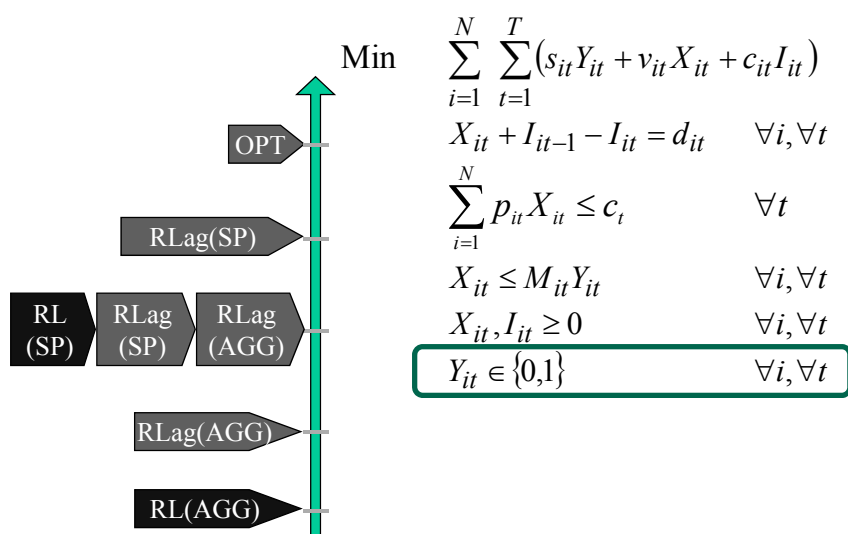 Min ∑_{i=1}^{N} ∑_{t=1}^{T} (s_{it}Y_{it} + v_{it}X_{it} + c_{it}I_{it})
X_{it} + I_{it-1} − I_{it} = d_{it} ∀i,∀t
∑_{i=1}^{N} p_{it}X_{it} ≤ c_t ∀t
X_{it} ≤ M_{it}Y_{it} ∀i,∀t
X_{it}, I_{it} ≥ 0 ∀i,∀t
Y_{it} ∈ {0,1} ∀i,∀t
OPT
RLag(SP)
RL
(SP)
RLag
(SP)
RLag
(AGG)
RLag(AGG)
RL(AGG)